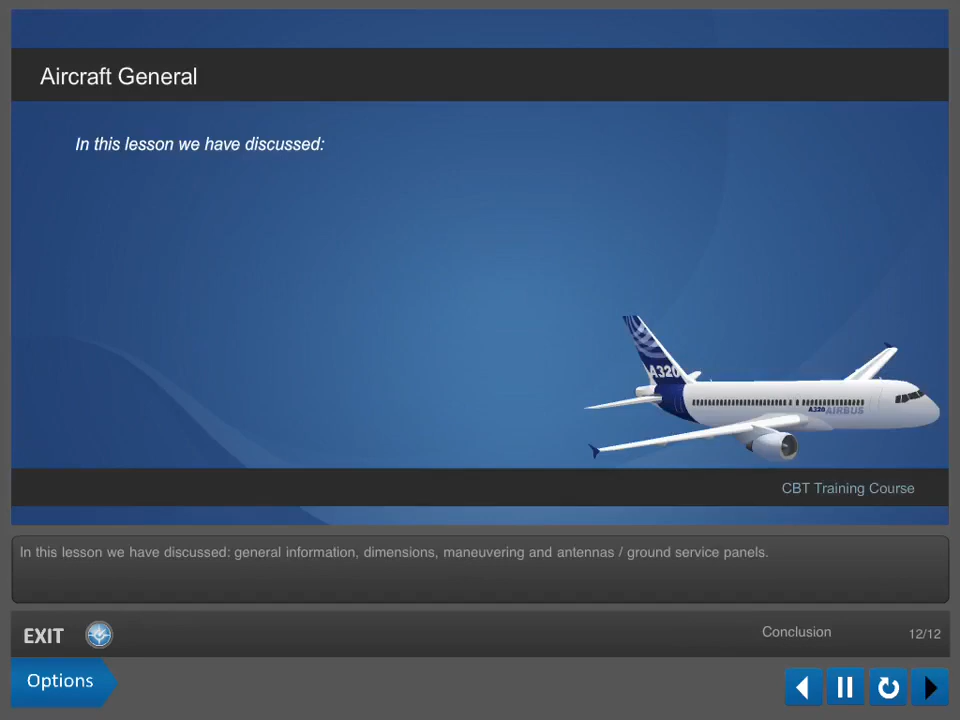 Aircraft General
In this lesson we have discussed:
A320
A320 AIRBUS
CBT Training Course
In this lesson we have discussed: general information, dimensions, maneuvering and antennas / ground service panels.
EXIT
Conclusion
12/12
Options